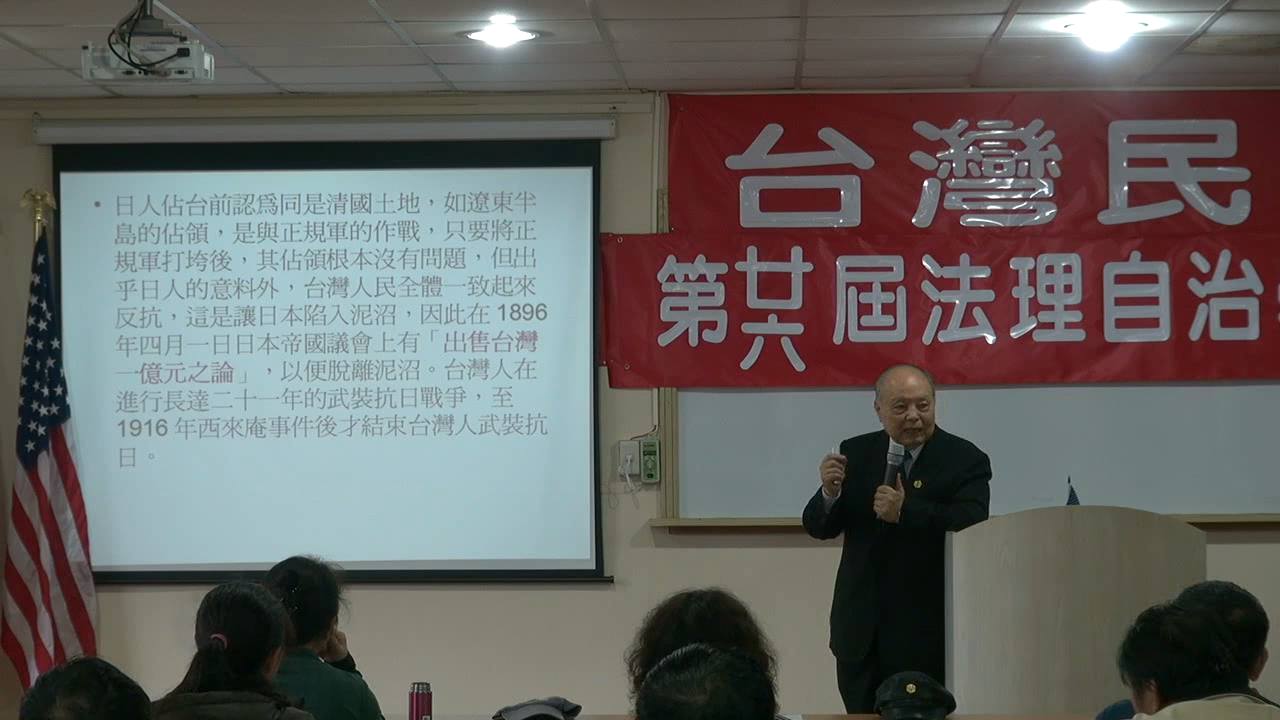 • 日人佔台前認爲同是清國土地，如遼東半
島的佔領，是與正規軍的作戰，只要將正
規軍打垮後，其佔領根本沒有問題，但出
乎日人的意料外，台灣人民全體一致起來
反抗，這是讓日本陷入泥沼，因此在 1896
年四月一日日本帝國議會上有「出售台灣
一億元之論」，以便脫離泥沼。台灣人在
進行長達二十一年的武裝抗日戰爭，至
1916 年西來庵事件後才結束台灣人武裝抗
日。
台灣民
第廿六屆法理自治